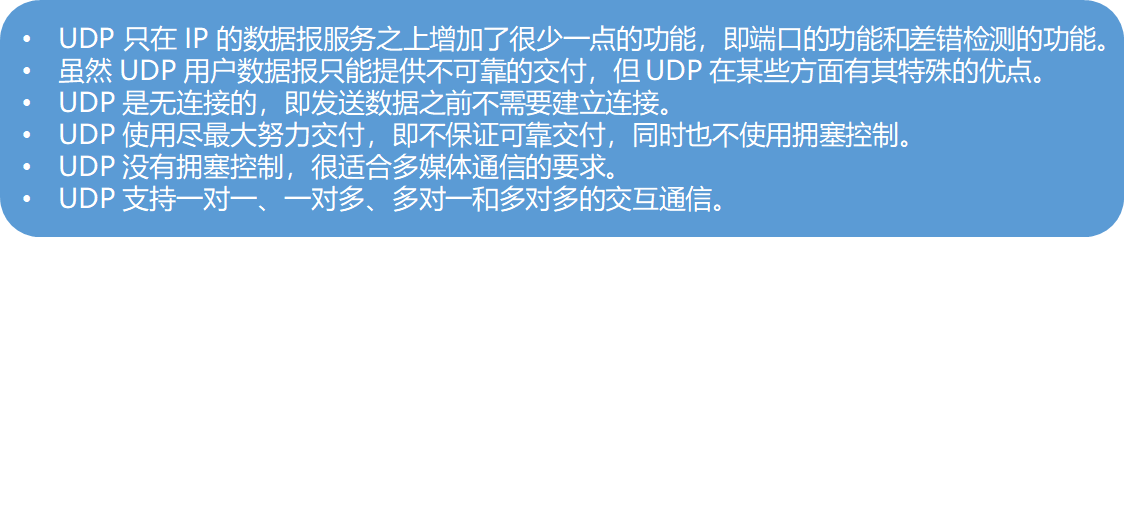 • UDP 只在 IP 的数据报服务之上增加了很少一点的功能，即端口的功能和差错检测的功能。
• 虽然 UDP 用户数据报只能提供不可靠的交付，但 UDP 在某些方面有其特殊的优点。
• UDP 是无连接的，即发送数据之前不需要建立连接。
• UDP 使用尽最大努力交付，即不保证可靠交付，同时也不使用拥塞控制。
• UDP 没有拥塞控制，很适合多媒体通信的要求。
• UDP 支持一对一、一对多、多对一和多对多的交互通信。